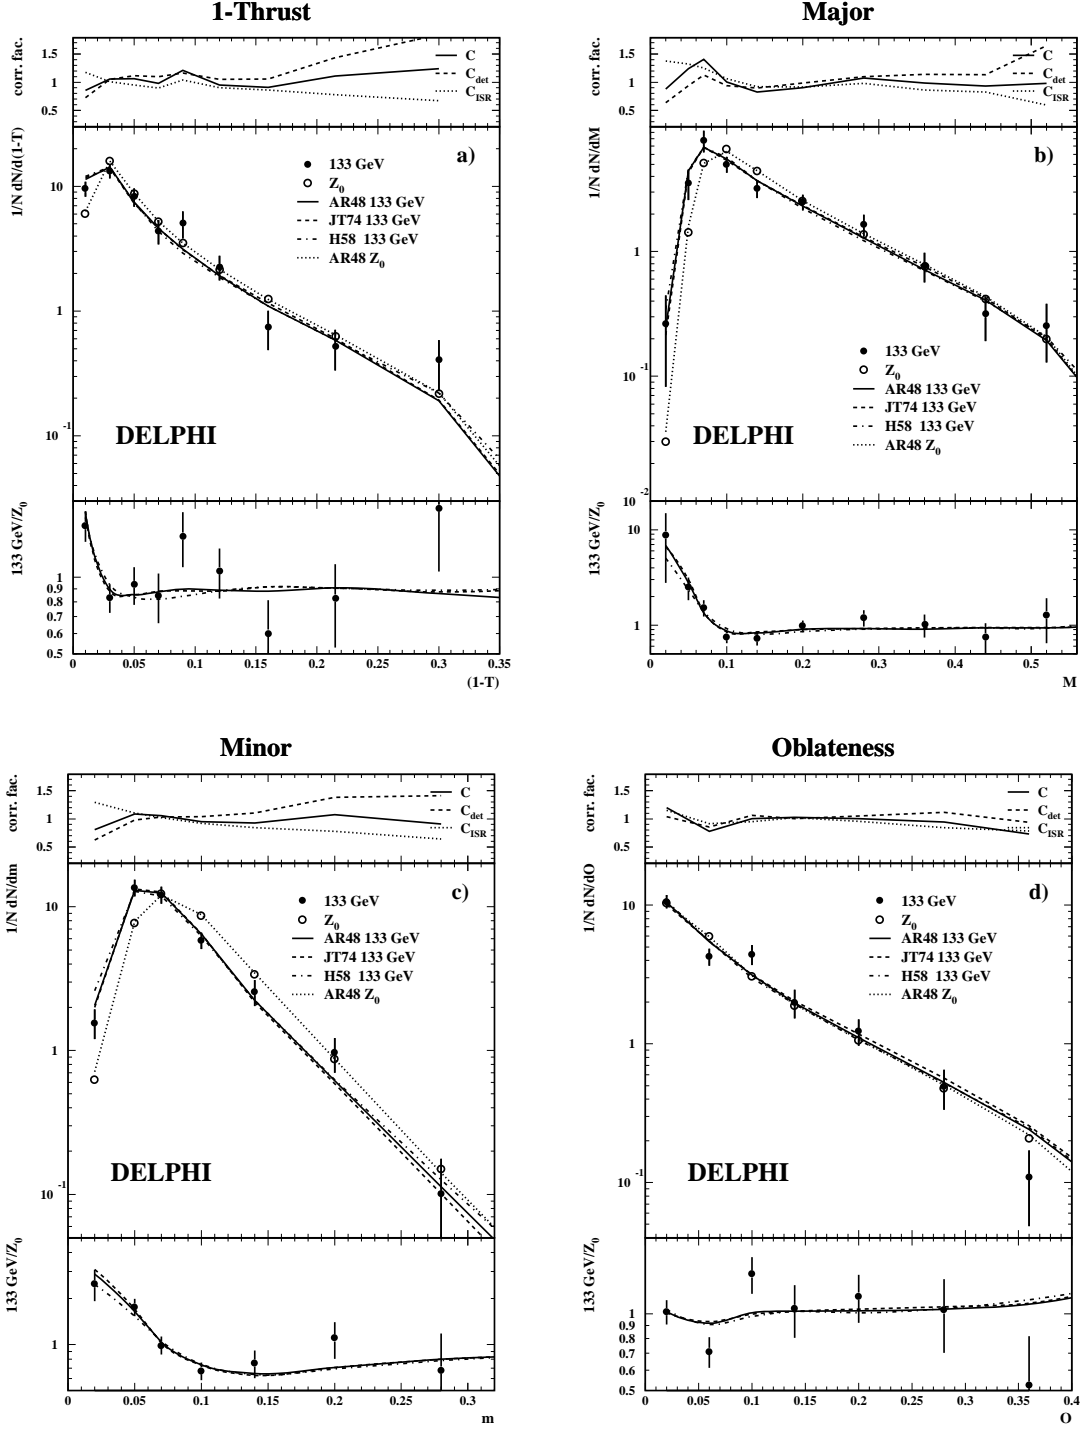 1-Thrust
corr. fac.
1.5
1
0.5
C
C_det
C_ISR
1/N dN/d(1-T)
a)
10
1
10^-1
133 GeV
Z_0
AR48 133 GeV
JT74 133 GeV
H58 133 GeV
AR48 Z_0
DELPHI
133 GeV/Z_0
1
0.9
0.8
0.7
0.6
0.5
0 0.05 0.1 0.15 0.2 0.25 0.3 0.35
(1-T)
Major
corr. fac.
1.5
1
0.5
C
C_det
C_ISR
1/N dN/dM
b)
1
10^-1
10^-2
133 GeV
Z_0
AR48 133 GeV
JT74 133 GeV
H58 133 GeV
AR48 Z_0
DELPHI
133 GeV/Z_0
10
10
1
0 0.1 0.2 0.3 0.4 0.5
M
Minor
corr. fac.
1.5
1
0.5
C
C_det
C_ISR
1/N dN/dm
c)
10
1
10^-1
133 GeV
Z_0
AR48 133 GeV
JT74 133 GeV
H58 133 GeV
AR48 Z_0
DELPHI
133 GeV/Z_0
1
0 0.05 0.1 0.15 0.2 0.25 0.3
m
Oblateness
corr. fac.
1.5
1
0.5
C
C_det
C_ISR
1/N dN/dO
d)
10
1
10^-1
133 GeV
Z_0
AR48 133 GeV
JT74 133 GeV
H58 133 GeV
AR48 Z_0
DELPHI
133 GeV/Z_0
1
0.9
0.8
0.7
0.6
0.5
0 0.05 0.1 0.15 0.2 0.25 0.3 0.35 0.4
O